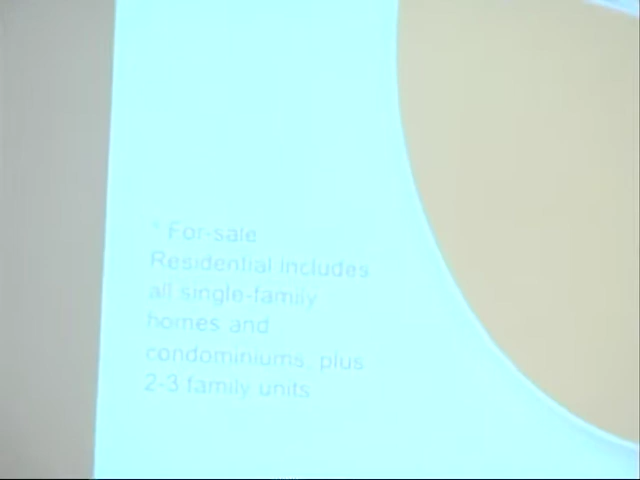 * For-sale
Residential includes
all single-family
homes and
condominiums, plus
2-3 family units